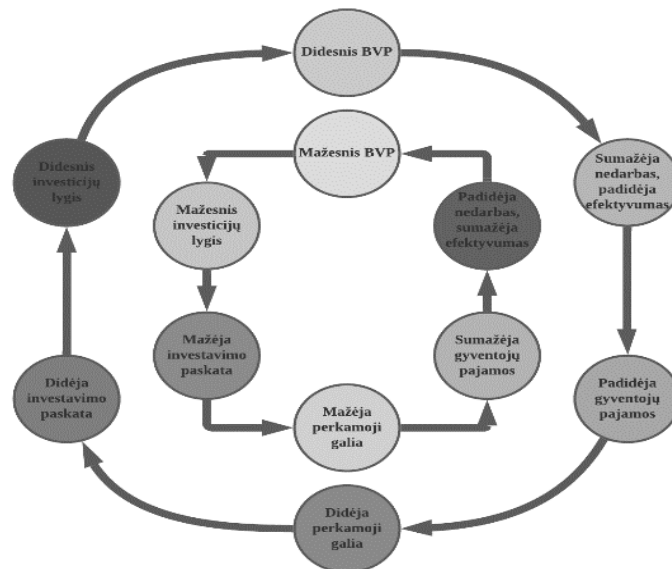 Didesnis BVP
Mažesnis BVP
Didesnis
investicijų
lygis
Sumažėja
nedarbas,
padidėja
efektyvumas
Mažesnis
investicijų
lygis
Padidėja
nedarbas,
sumažėja
efektyvumas
Mažėja
investavimo
paskata
Sumažėja
gyventojų
pajamos
Didėja
investavimo
paskata
Padidėja
gyventojų
pajamos
Mažėja
perkamoji
galia
Didėja
perkamoji
galia